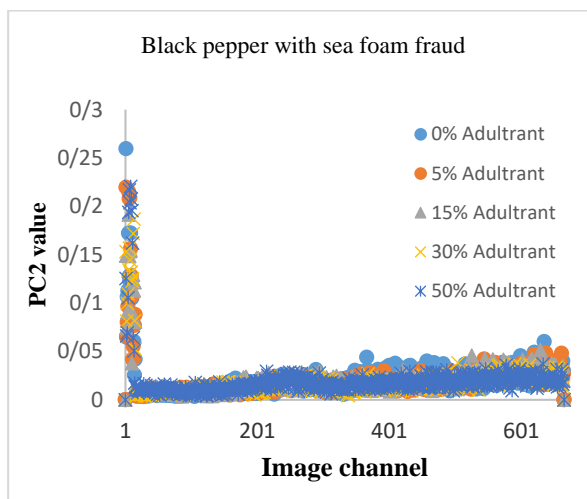 Black pepper with sea foam fraud
0/3
0/25
0/2
0/15
0/1
0/05
0
PC2 value
0% Adultrant
5% Adultrant
15% Adultrant
30% Adultrant
50% Adultrant
1
201
401
601
Image channel